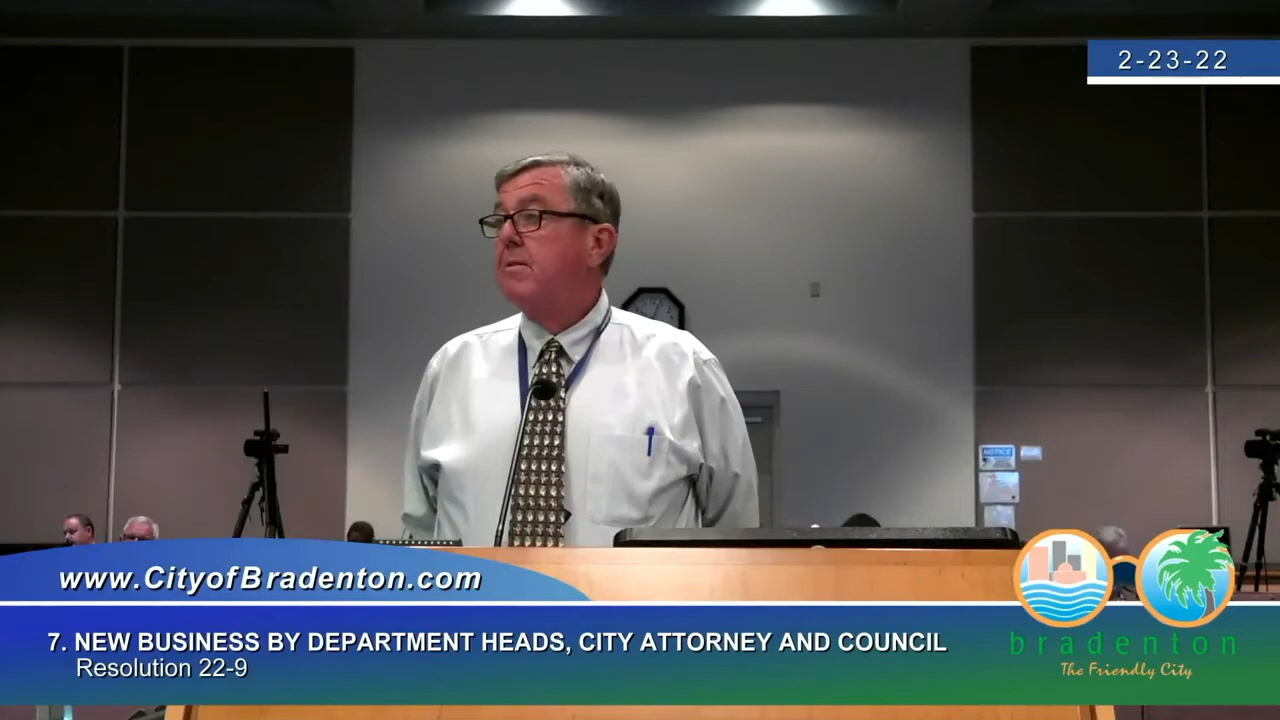 2-23-22
NOTICE
www.CityofBradenton.com
7. NEW BUSINESS BY DEPARTMENT HEADS, CITY ATTORNEY AND COUNCIL
Resolution 22-9
bradenton
The Friendly City